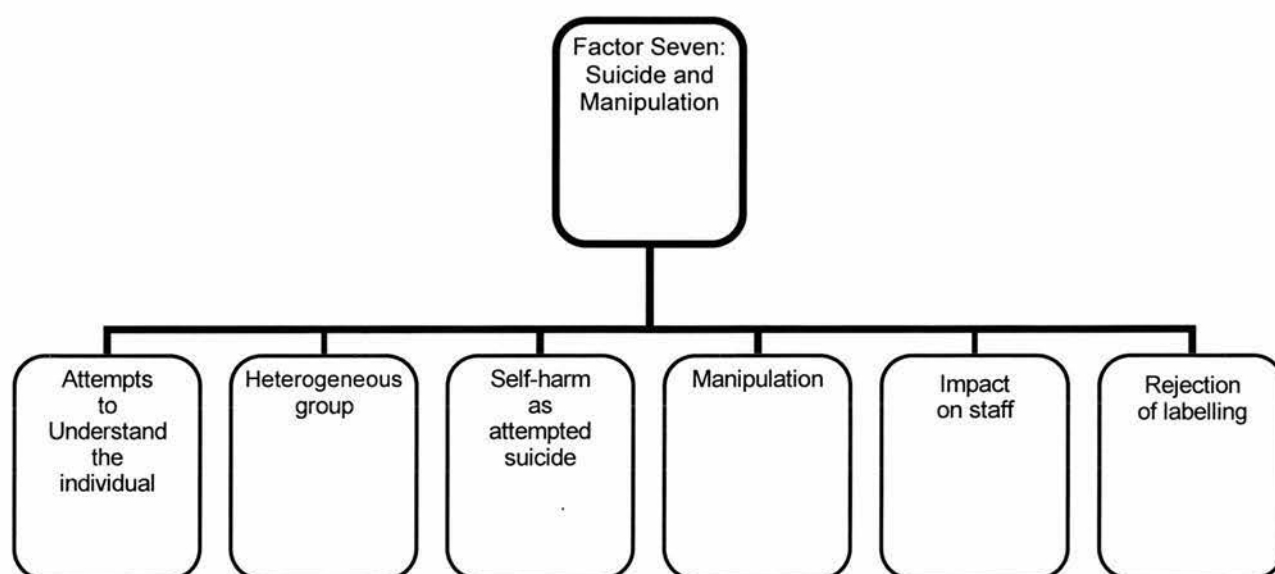 Factor Seven:
Suicide and
Manipulation
Attempts
to
Understand
the
individual
Heterogeneous
group
Self-harm
as
attempted
suicide
Manipulation
Impact
on staff
Rejection
of labelling